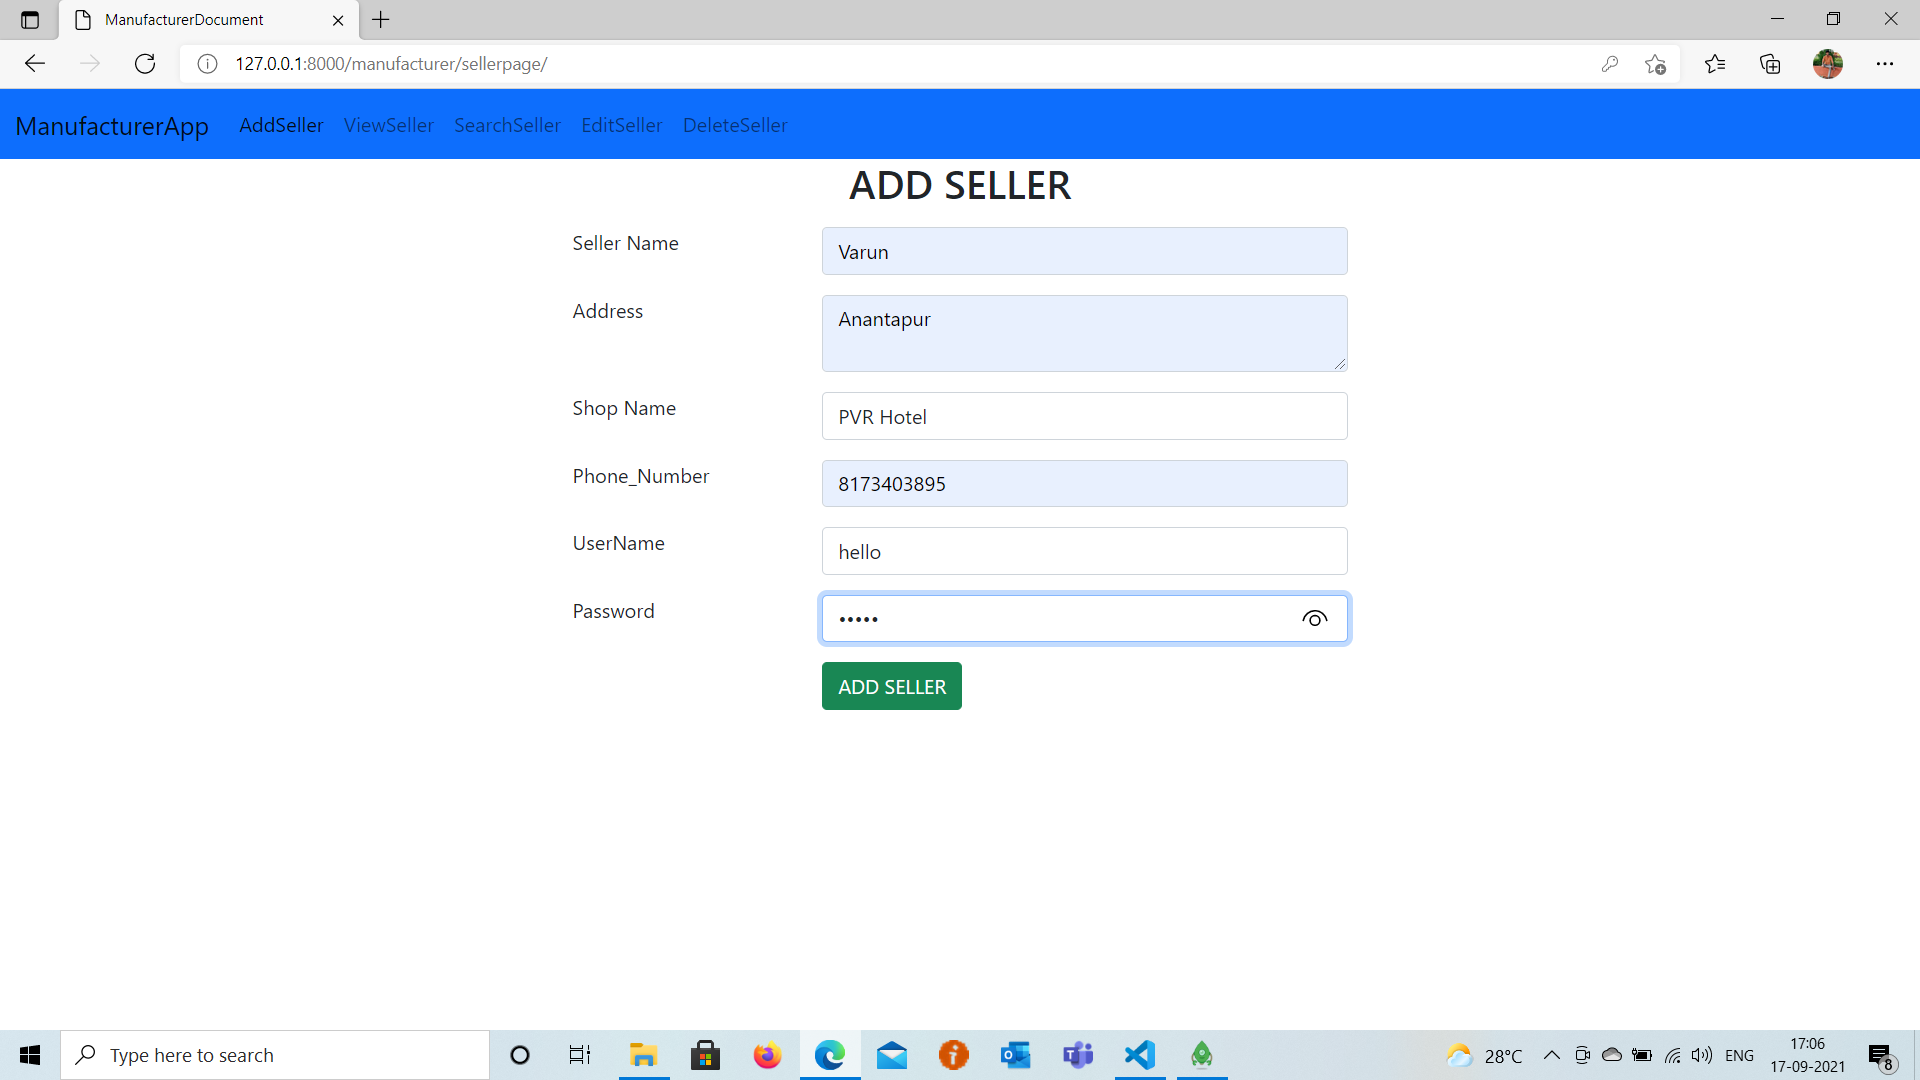 ManufacturerDocument
127.0.0.1:8000/manufacturer/sellerpage/
ManufacturerApp AddSeller ViewSeller SearchSeller EditSeller DeleteSeller
ADD SELLER
Seller Name Varun
Address Anantapur
Shop Name PVR Hotel
Phone_Number 8173403895
UserName hello
Password •••••
ADD SELLER
Type here to search
28°C
ENG
17:06
17-09-2021
8